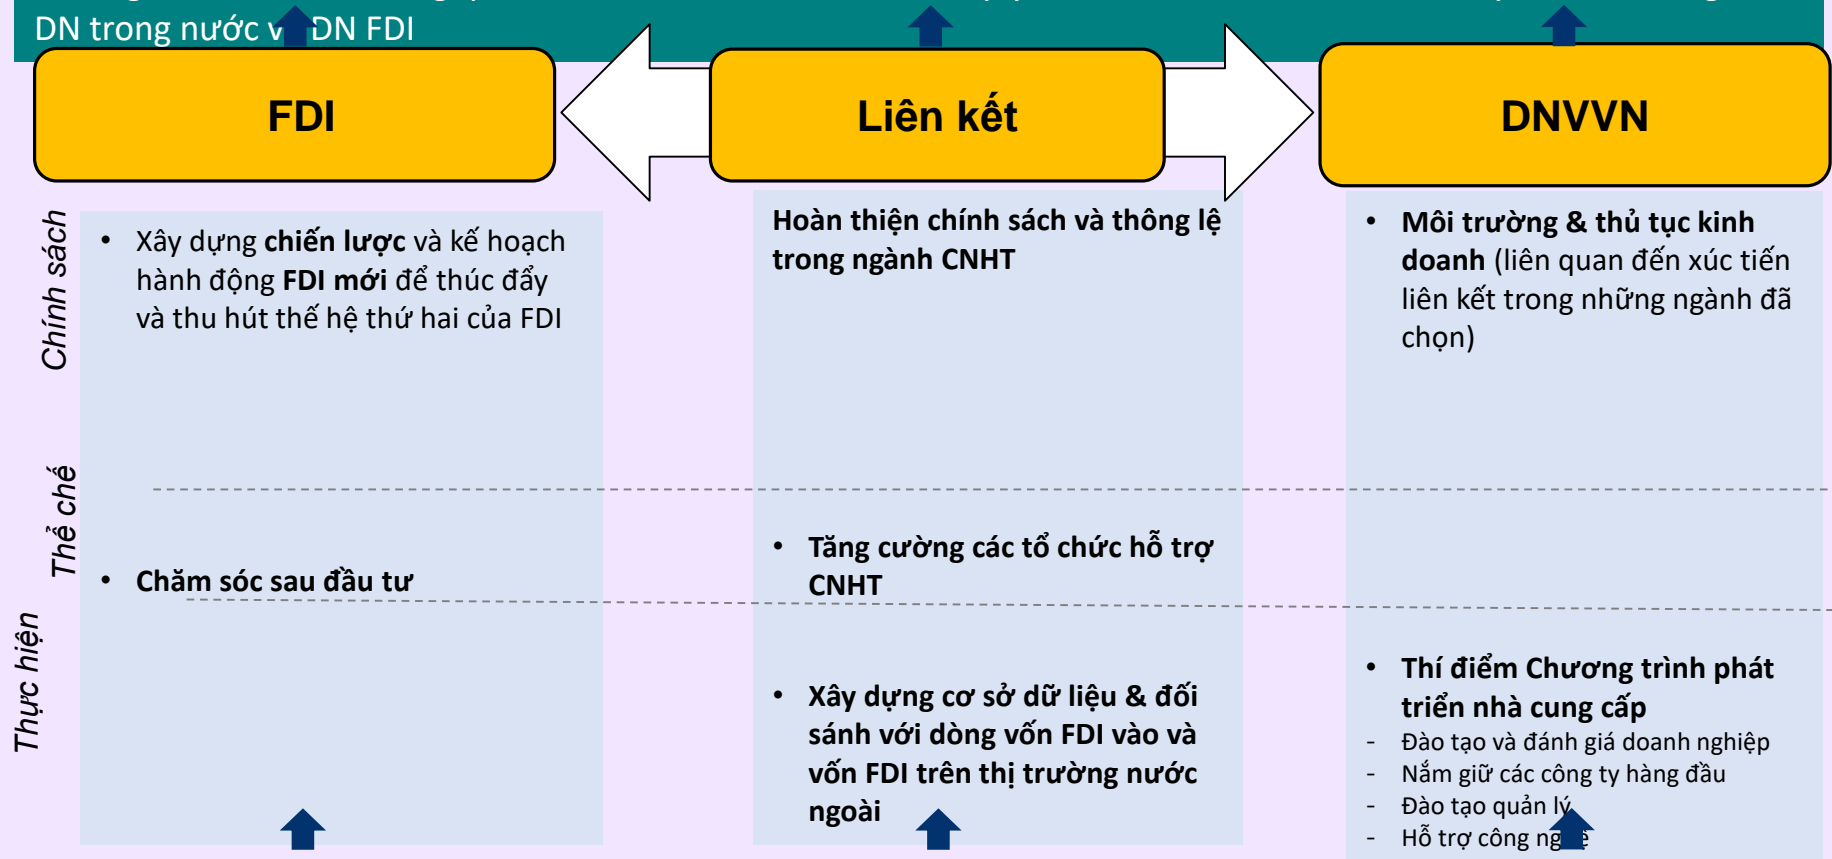 DN trong nước DN FDI
FDI
Liên kết
DNVVN
Chính sách
• Xây dựng chiến lược và kế hoạch
hành động FDI mới để thúc đẩy
và thu hút thế hệ thứ hai của FDI
Hoàn thiện chính sách và thông lệ
trong ngành CNHT
• Môi trường & thủ tục kinh
doanh (liên quan đến xúc tiến
liên kết trong những ngành đã
chọn)
Thể chế
• Chăm sóc sau đầu tư
• Tăng cường các tổ chức hỗ trợ
CNHT
Thực hiện
• Xây dựng cơ sở dữ liệu & đối
sánh với dòng vốn FDI vào và
vốn FDI trên thị trường nước
ngoài
• Thí điểm Chương trình phát
triển nhà cung cấp
- Đào tạo và đánh giá doanh nghiệp
- Nắm giữ các công ty hàng đầu
- Đào tạo quản lý
- Hỗ trợ công